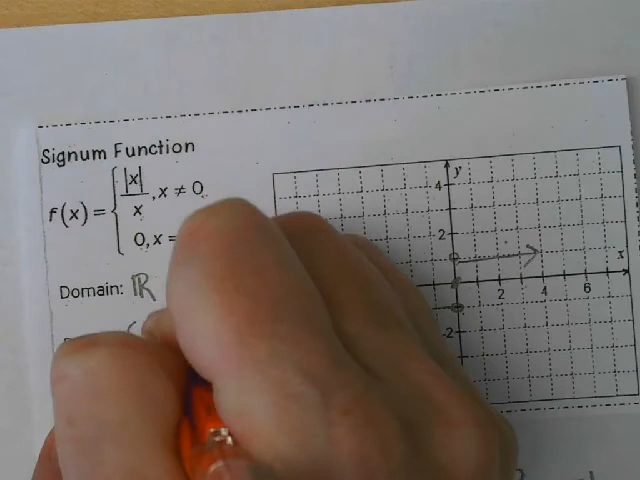 Signum Function
f(x) = { |x|/x , x ≠ 0
0, x =
Domain: ℝ
y
4
2
x
2 4 6
-2